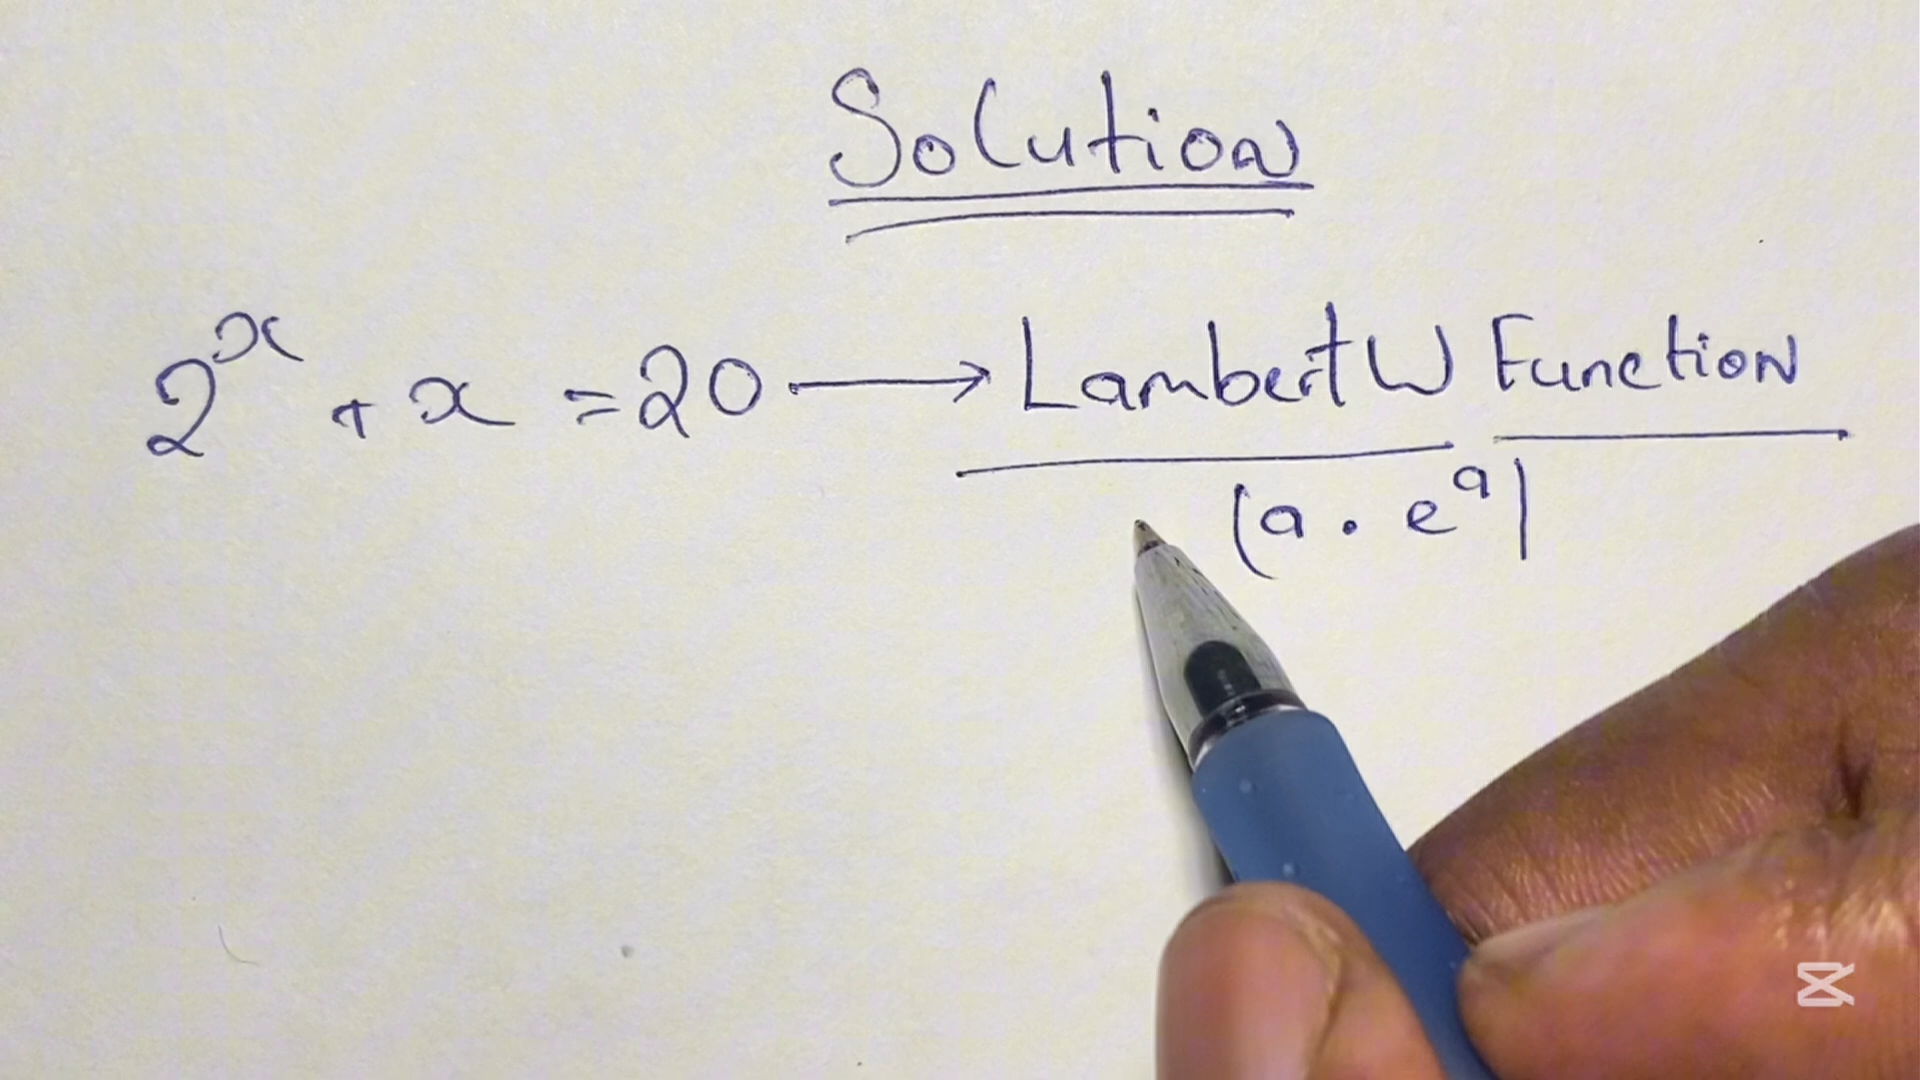 Solution
2^x + x = 20 → Lambert W Function
(a · e^a)